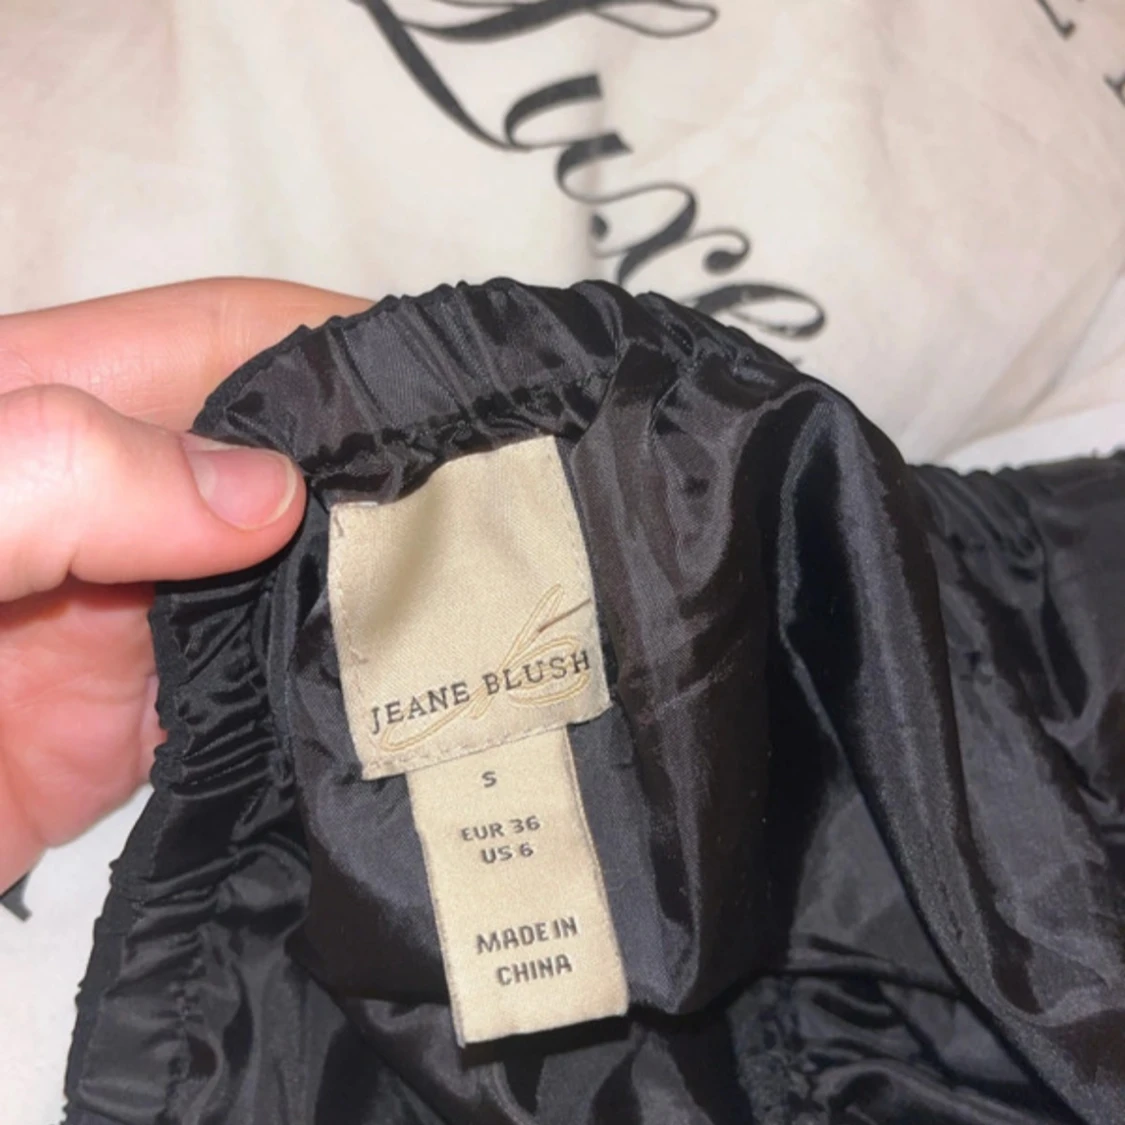 JEANE BLUSH
S
EUR 36
US 6
MADE IN
CHINA